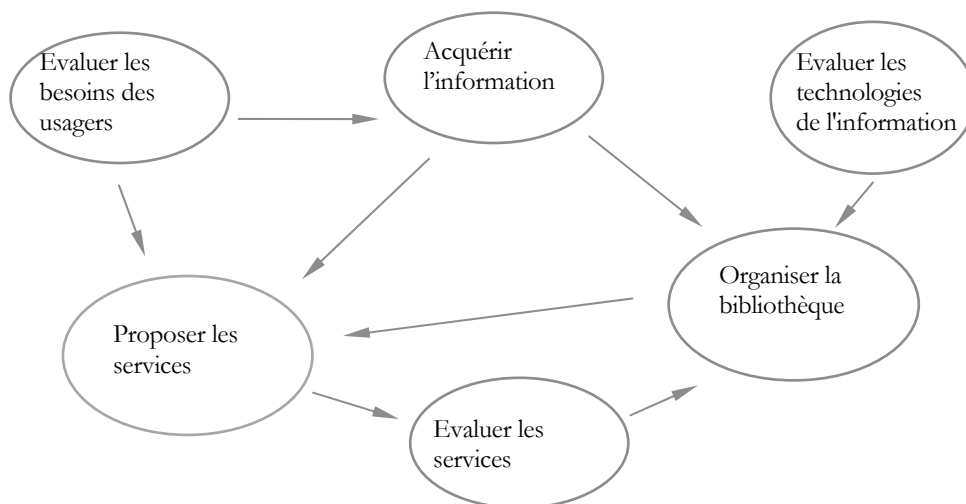 Evaluer les
besoins des
usagers
Acquérir
l’information
Evaluer les
technologies
de l'information
Organiser la
bibliothèque
Proposer les
services
Evaluer les
services